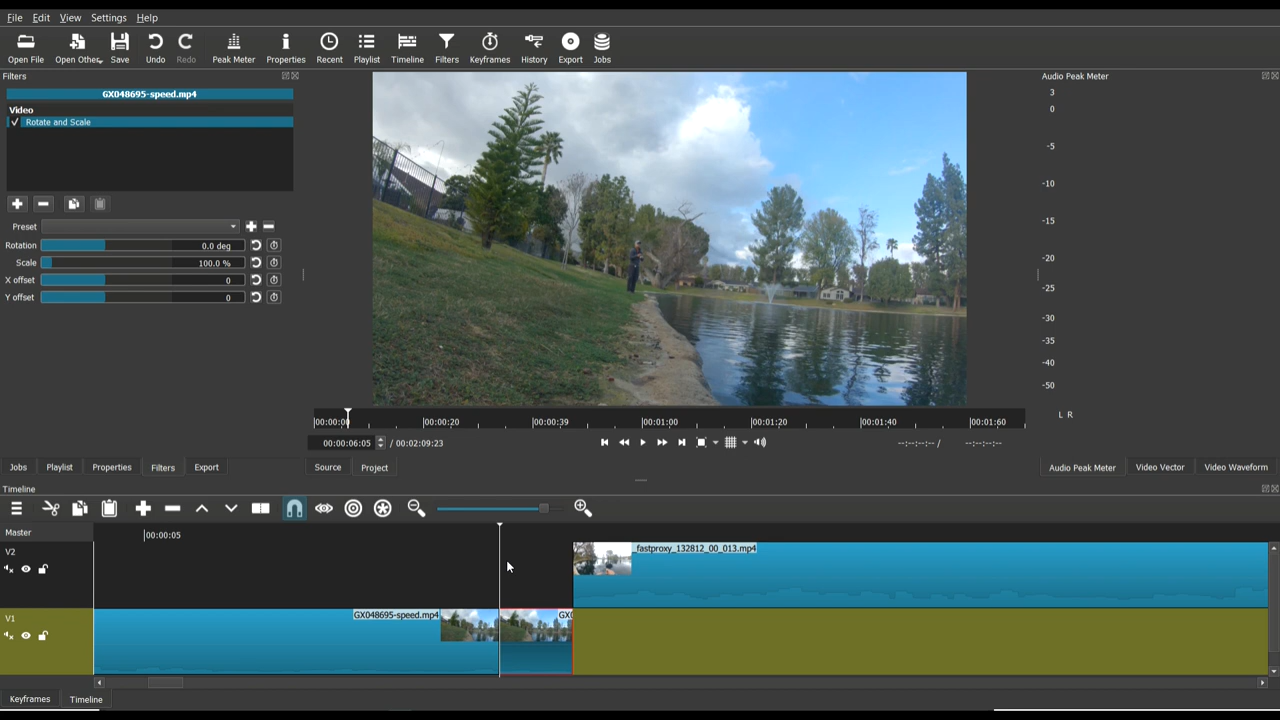 File Edit View Settings Help
Open File Open Other.. Save Undo Redo Peak Meter Properties Recent Playlist Timeline Filters Keyframes History Export Jobs
Filters
GX048695-speed.mp4
Video
Rotate and Scale
Preset
Rotation 0.0 deg
Scale 100.0 %
X offset 0
Y offset 0
Audio Peak Meter
3
0
-5
-10
-15
-20
-25
-30
-35
-40
-50
L R
00:00:00 00:00:20 00:00:39 00:01:00 00:01:20 00:01:40 00:01:60
00:00:06:05 / 00:02:09:23
--:--:--:-- / --:--:--:--
Jobs Playlist Properties Filters Export
Source Project
Audio Peak Meter Video Vector Video Waveform
Timeline
Master
00:00:05
V2
_fastproxy_132812_00_013.mp4
V1
GX048695-speed.mp4
GX0
Keyframes Timeline